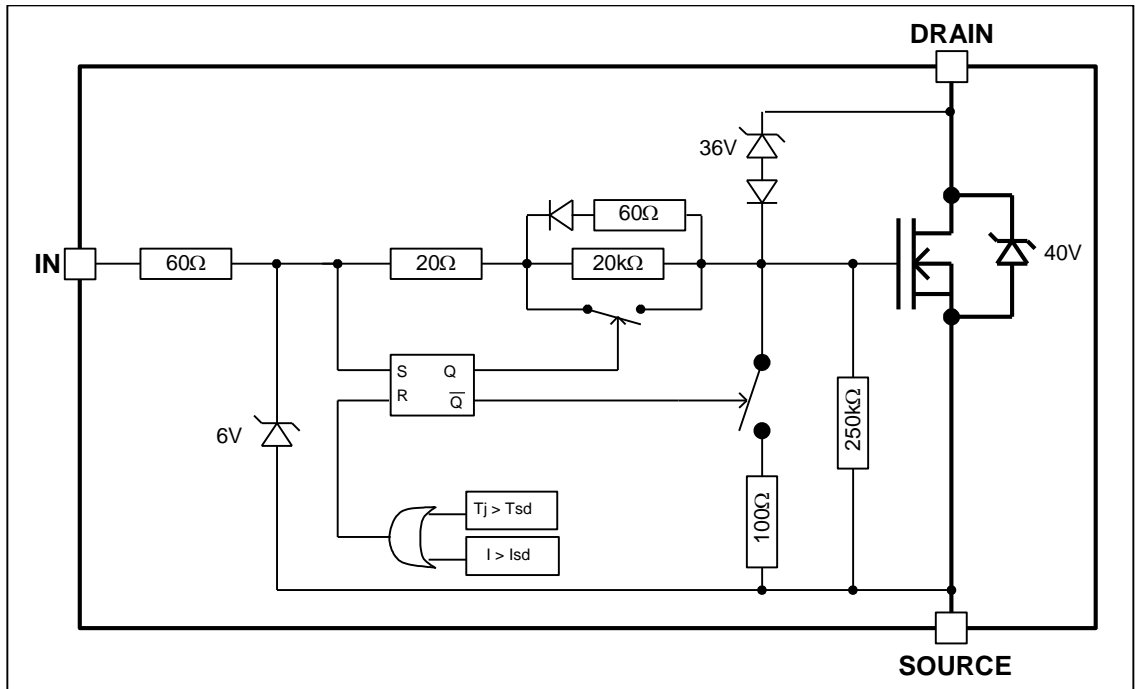 DRAIN
36V
60Ω
IN
60Ω
20Ω
20kΩ
40V
S Q
R Q̅
6V
250kΩ
100Ω
Tj > Tsd
I > Isd
SOURCE